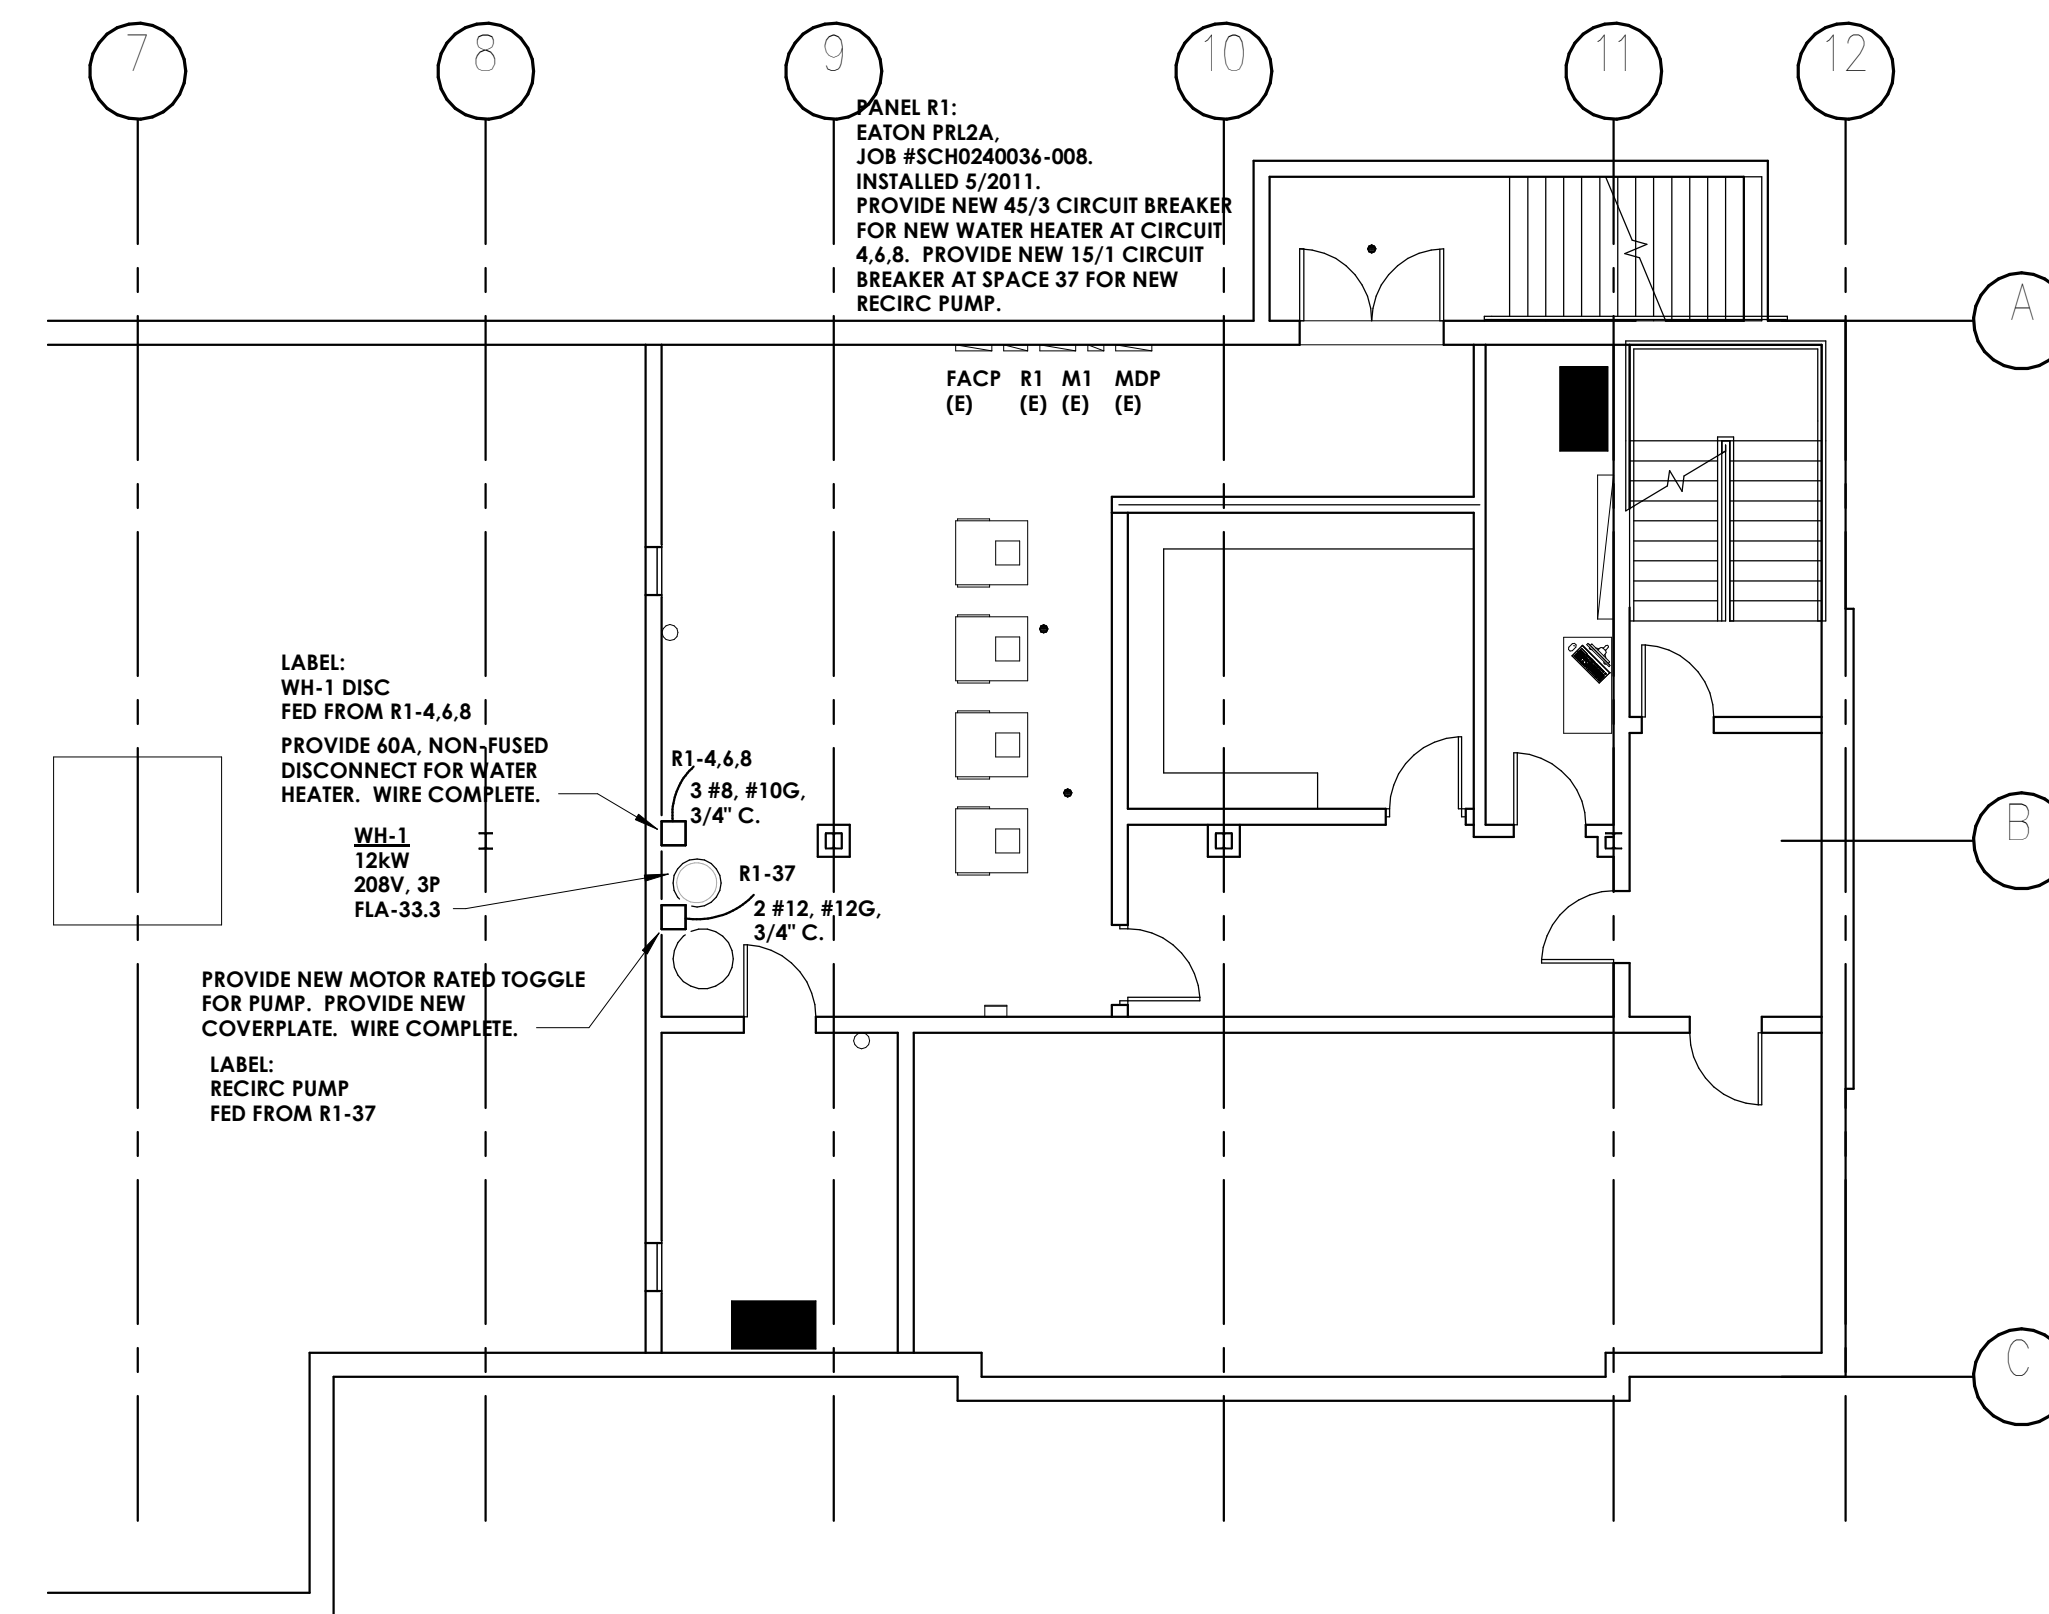 7
8
9
10
11
12
PANEL R1:
EATON PRL2A,
JOB #SCH0240036-008.
INSTALLED 5/2011.
PROVIDE NEW 45/3 CIRCUIT BREAKER
FOR NEW WATER HEATER AT CIRCUIT
4,6,8.  PROVIDE NEW 15/1 CIRCUIT
BREAKER AT SPACE 37 FOR NEW
RECIRC PUMP.
A
FACP
(E)
R1
(E)
M1
(E)
MDP
(E)
LABEL:
WH-1 DISC
FED FROM R1-4,6,8
PROVIDE 60A, NON-FUSED
DISCONNECT FOR WATER
HEATER.  WIRE COMPLETE.
R1-4,6,8
3 #8, #10G,
3/4" C.
WH-1
12kW
208V, 3P
FLA-33.3
B
R1-37
2 #12, #12G,
3/4" C.
PROVIDE NEW MOTOR RATED TOGGLE
FOR PUMP.  PROVIDE NEW
COVERPLATE.  WIRE COMPLETE.
LABEL:
RECIRC PUMP
FED FROM R1-37
C